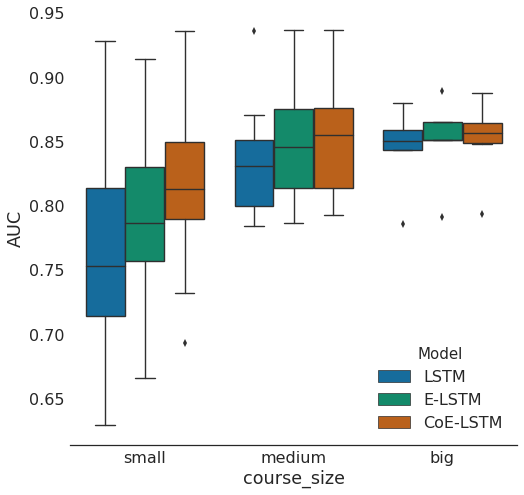 0.95
0.90
0.85
0.80
0.75
0.70
0.65
AUC
small medium big
course_size
Model
LSTM
E-LSTM
CoE-LSTM